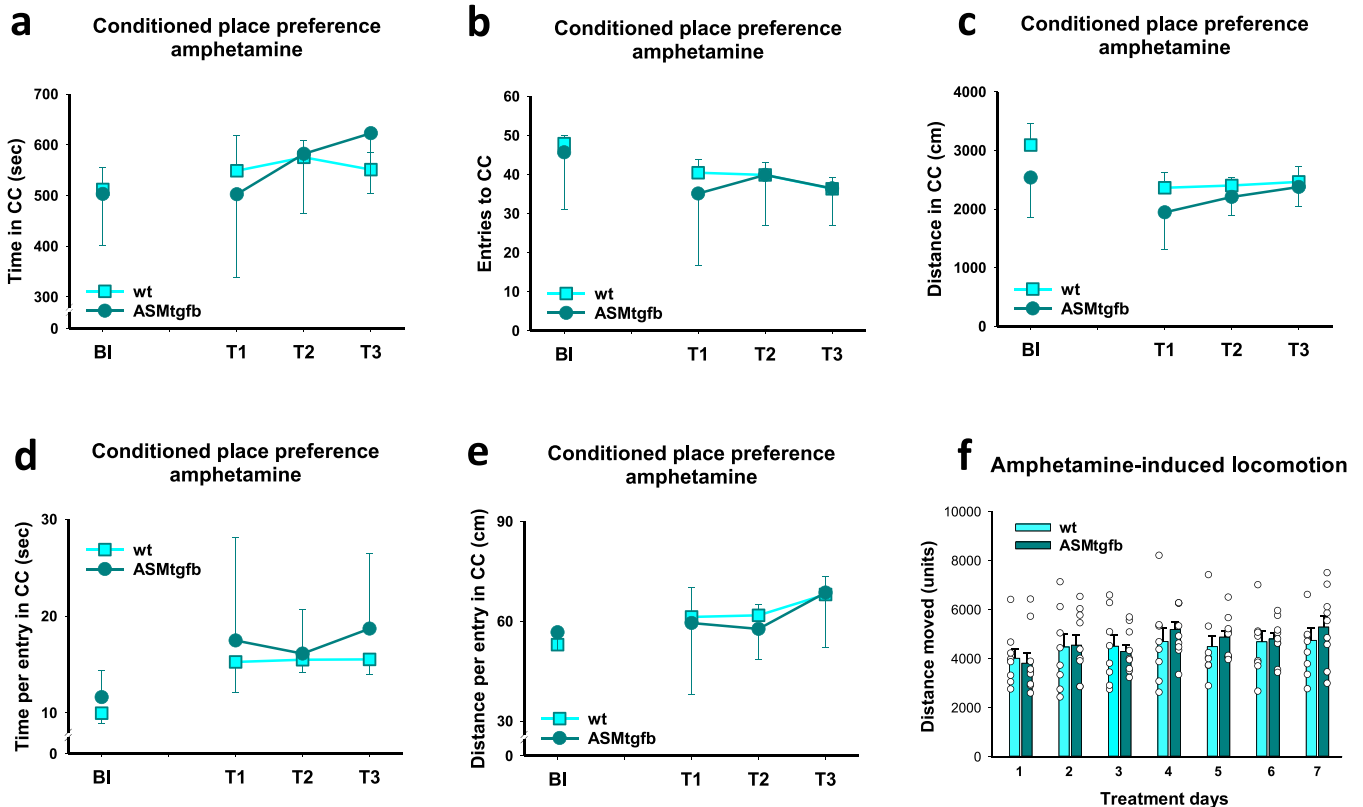 a
Conditioned place preference
amphetamine
Time in CC (sec)
700
600
500
400
300
0
wt
ASMtgfb
BI
T1
T2
T3
b
Conditioned place preference
amphetamine
Entries to CC
60
50
40
30
20
10
0
wt
ASMtgfb
BI
T1
T2
T3
c
Conditioned place preference
amphetamine
Distance in CC (cm)
4000
3000
2000
1000
0
wt
ASMtgfb
BI
T1
T2
T3
d
Conditioned place preference
amphetamine
Time per entry in CC (sec)
30
20
10
0
wt
ASMtgfb
BI
T1
T2
T3
e
Conditioned place preference
amphetamine
Distance per entry in CC (cm)
90
60
30
0
wt
ASMtgfb
BI
T1
T2
T3
f
Amphetamine-induced locomotion
Distance moved (units)
10000
8000
6000
4000
2000
0
wt
ASMtgfb
1
2
3
4
5
6
7
Treatment days